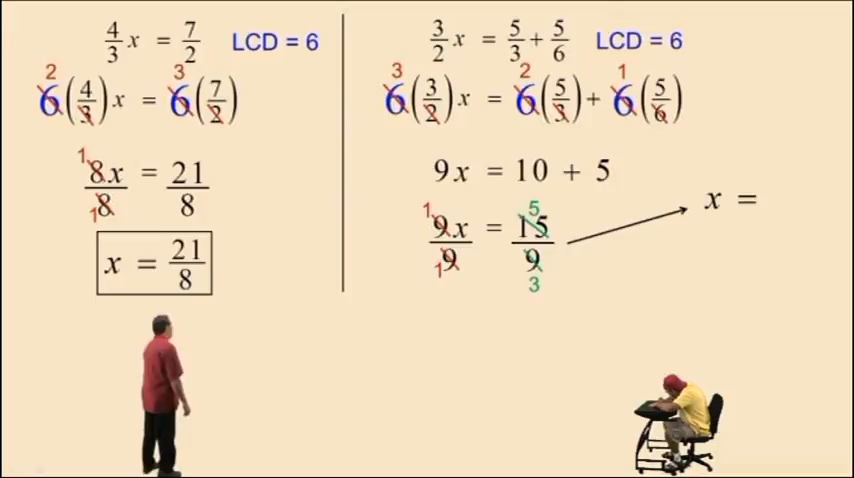 4/3 x = 7/2 LCD = 6
2 3
6(4/3)x = 6(7/2)
1
8x/8 = 21/8
1
x = 21/8
3/2 x = 5/3 + 5/6 LCD = 6
3 2 1
6(3/2)x = 6(5/3) + 6(5/6)
9x = 10 + 5
1 5
9x/9 = 15/9
1 3
x =